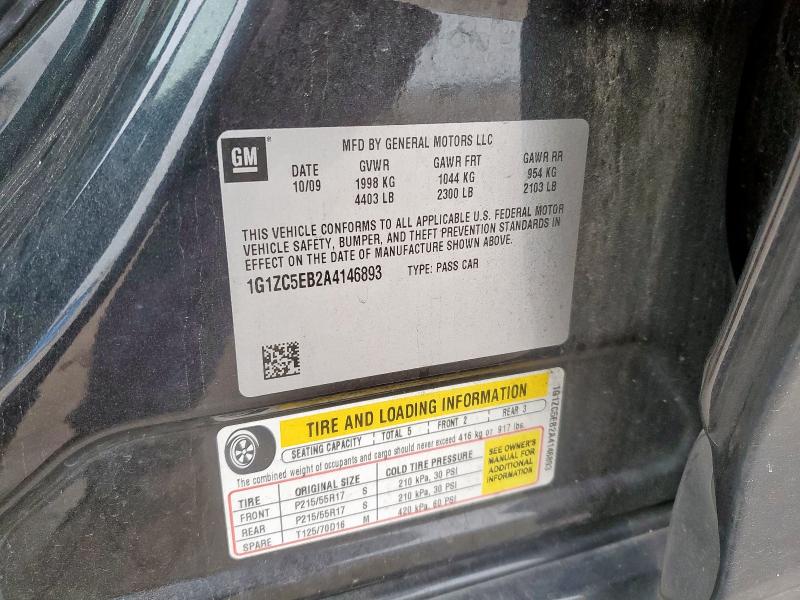 GM ®
MFD BY GENERAL MOTORS LLC
DATE GVWR GAWR FRT GAWR RR
10/09 1998 KG 1044 KG 954 KG
4403 LB 2300 LB 2103 LB
THIS VEHICLE CONFORMS TO ALL APPLICABLE U.S. FEDERAL MOTOR
VEHICLE SAFETY, BUMPER, AND THEFT PREVENTION STANDARDS IN
EFFECT ON THE DATE OF MANUFACTURE SHOWN ABOVE.
1G1ZC5EB2A4146893 TYPE: PASS CAR
TIRE AND LOADING INFORMATION
SEATING CAPACITY TOTAL 5 FRONT 2 REAR 3
The combined weight of occupants and cargo should never exceed 416 kg or 917 lbs.
TIRE ORIGINAL SIZE COLD TIRE PRESSURE
FRONT P215/55R17 S 210 kPa, 30 PSI
REAR P215/55R17 S 210 kPa, 30 PSI
SPARE T125/70D16 M 420 kPa, 60 PSI
SEE OWNER'S
MANUAL FOR
ADDITIONAL
INFORMATION
1G1ZC5EB2A4146893